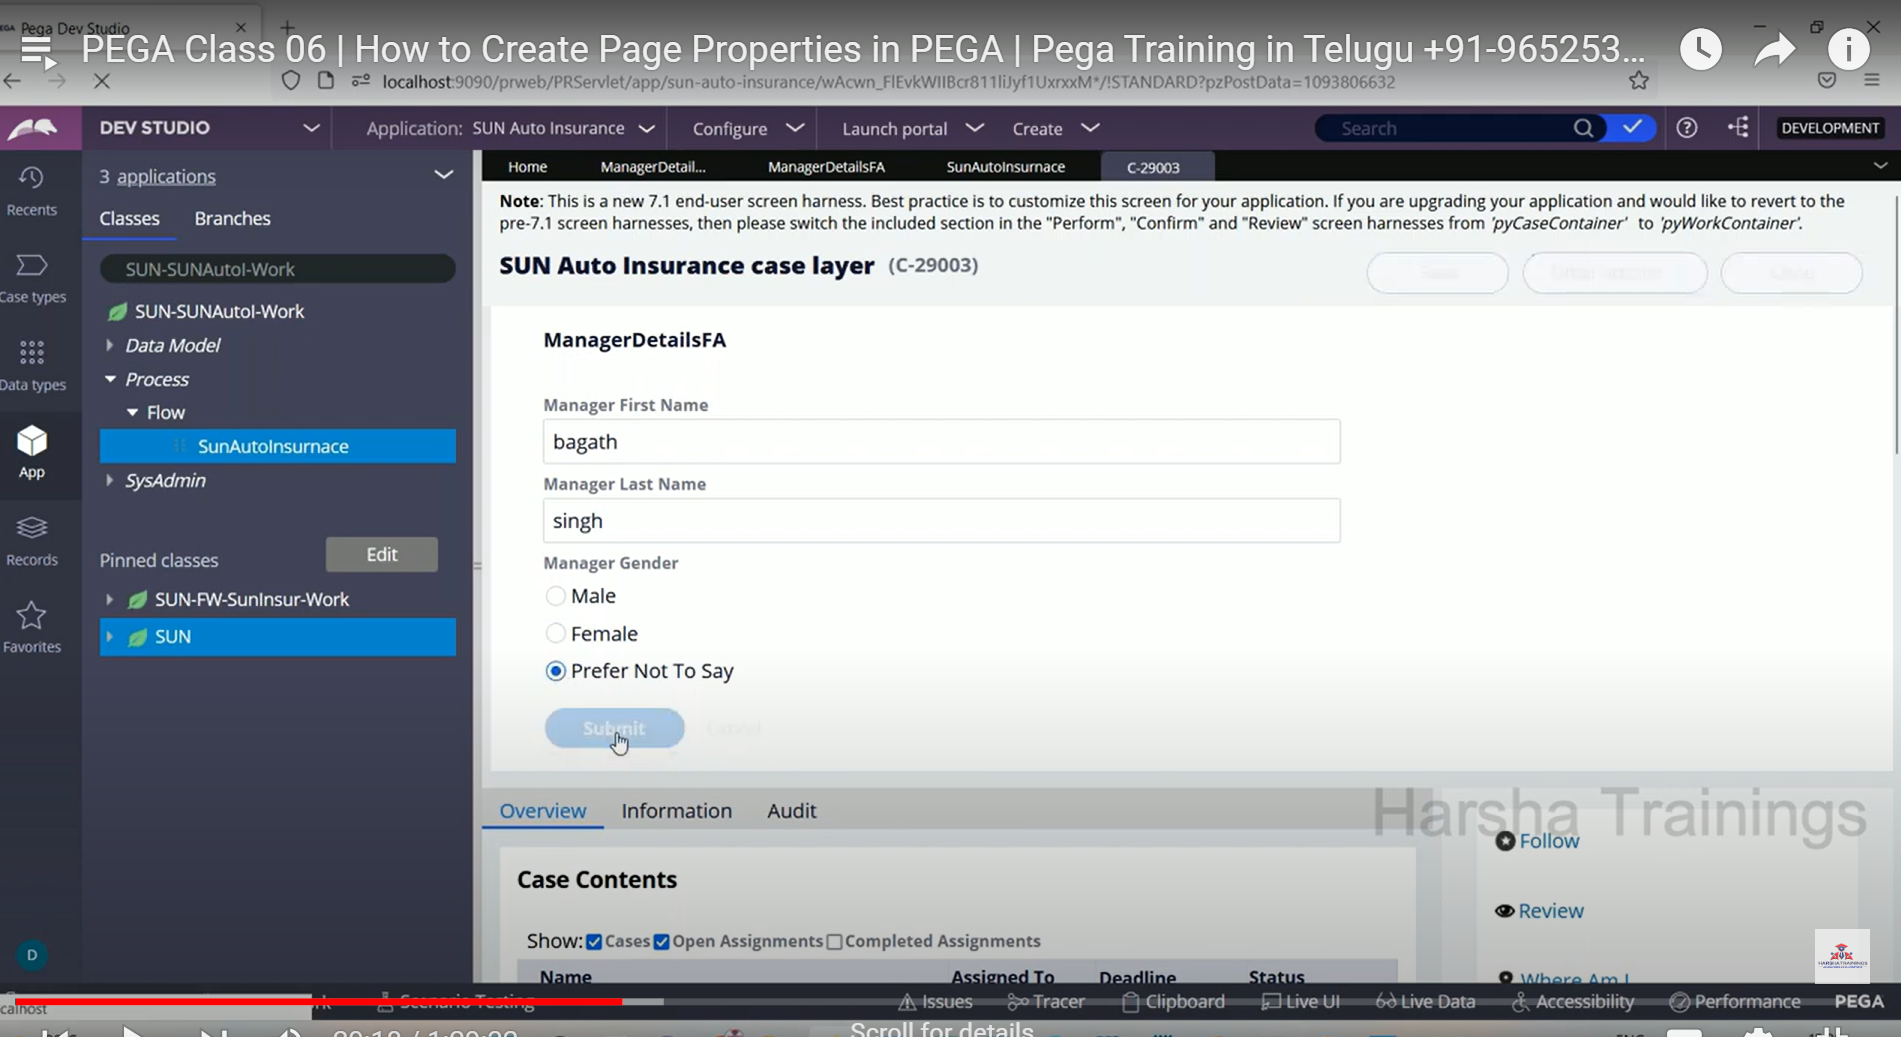 Pega Dev Studio
PEGA Class 06 | How to Create Page Properties in PEGA | Pega Training in Telugu +91-965253...
localhost:9090/prweb/PRServlet/app/sun-auto-insurance/wAcwn_FlEvkWIIBcr811liJyf1UxrxxM*/!STANDARD?pzPostData=1093806632
DEV STUDIO
Application: SUN Auto Insurance
Configure
Launch portal
Create
Search
DEVELOPMENT
Recents
Case types
Data types
App
Records
Favorites
D
3 applications
Classes Branches
SUN-SUNAutoI-Work
SUN-SUNAutoI-Work
Data Model
Process
Flow
SunAutoInsurnace
SysAdmin
Pinned classes Edit
SUN-FW-SunInsur-Work
SUN
Home ManagerDetail... ManagerDetailsFA SunAutoInsurnace C-29003
Note: This is a new 7.1 end-user screen harness. Best practice is to customize this screen for your application. If you are upgrading your application and would like to revert to the
pre-7.1 screen harnesses, then please switch the included section in the "Perform", "Confirm" and "Review" screen harnesses from 'pyCaseContainer' to 'pyWorkContainer'.
SUN Auto Insurance case layer (C-29003)
ManagerDetailsFA
Manager First Name
bagath
Manager Last Name
singh
Manager Gender
Male
Female
Prefer Not To Say
Submit
Overview Information Audit
Harsha Trainings
Follow
Case Contents
Review
Show: Cases Open Assignments Completed Assignments
Name Assigned To Deadline Status
Where Am I
Scenario Testing
Issues Tracer Clipboard Live UI Live Data Accessibility Performance PEGA
Scroll for details